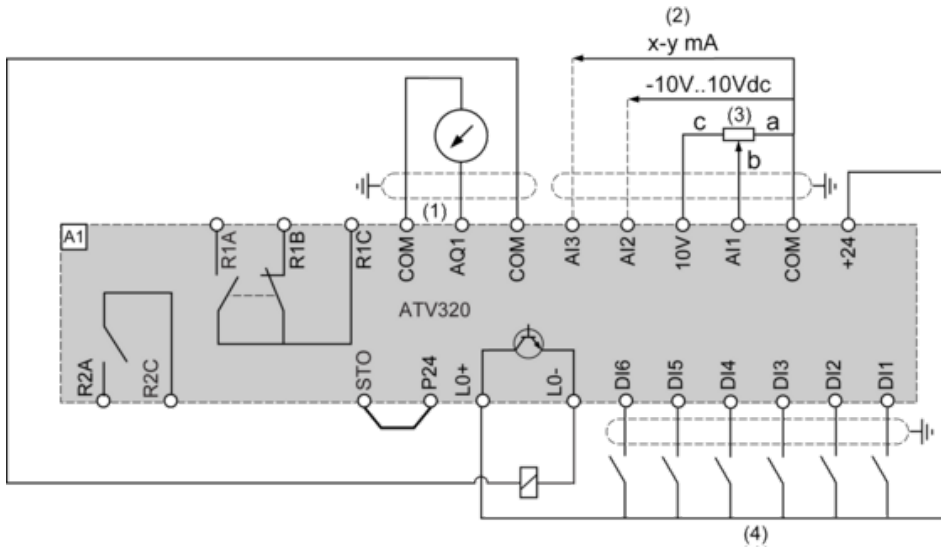 (2)
x-y mA
-10V..10Vdc
c (3) a
b
(1)
A1
R1A
R1B
R1C
COM
AQ1
COM
AI3
AI2
10V
AI1
COM
+24
ATV320
R2A
R2C
STO
P24
L0+
L0-
DI6
DI5
DI4
DI3
DI2
DI1
(4)